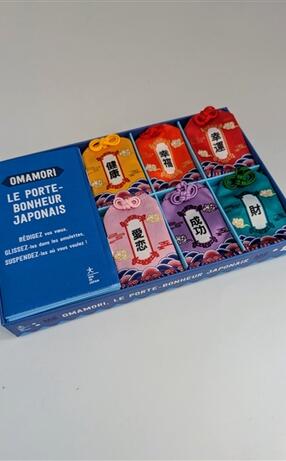 OMAMORI
LE PORTE-
BONHEUR
JAPONAIS
RÉDIGEZ vos vœux,
GLISSEZ-les dans les amulettes,
SUSPENDEZ-les où vous voulez !
健康
幸福
幸運
愛恋
成功
財
OMAMORI, LE PORTE-BONHEUR JAPONAIS